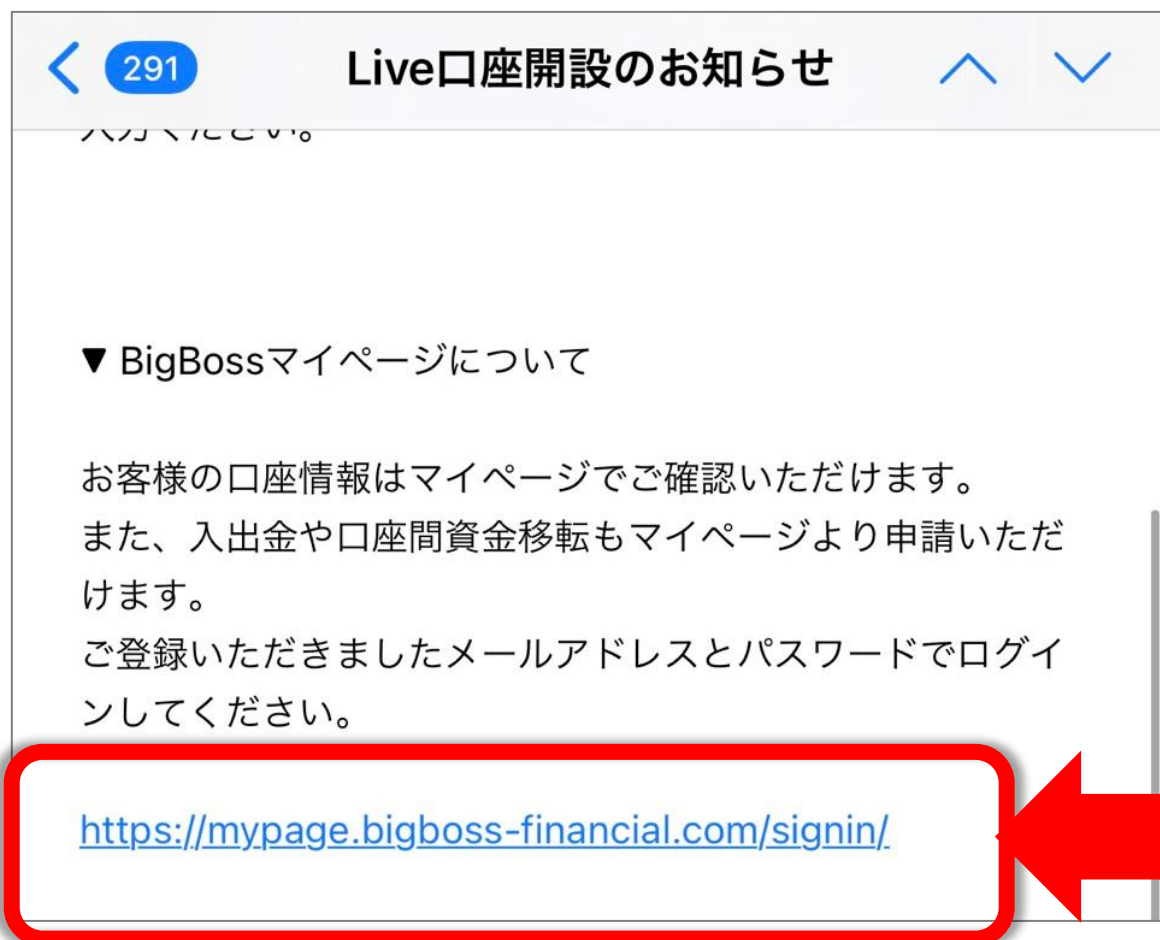 291
Live口座開設のお知らせ
入力ください。
▼ BigBossマイページについて
お客様の口座情報はマイページでご確認いただけます。
また、入出金や口座間資金移転もマイページより申請いただ
けます。
ご登録いただきましたメールアドレスとパスワードでログイ
ンしてください。
https://mypage.bigboss-financial.com/signin/